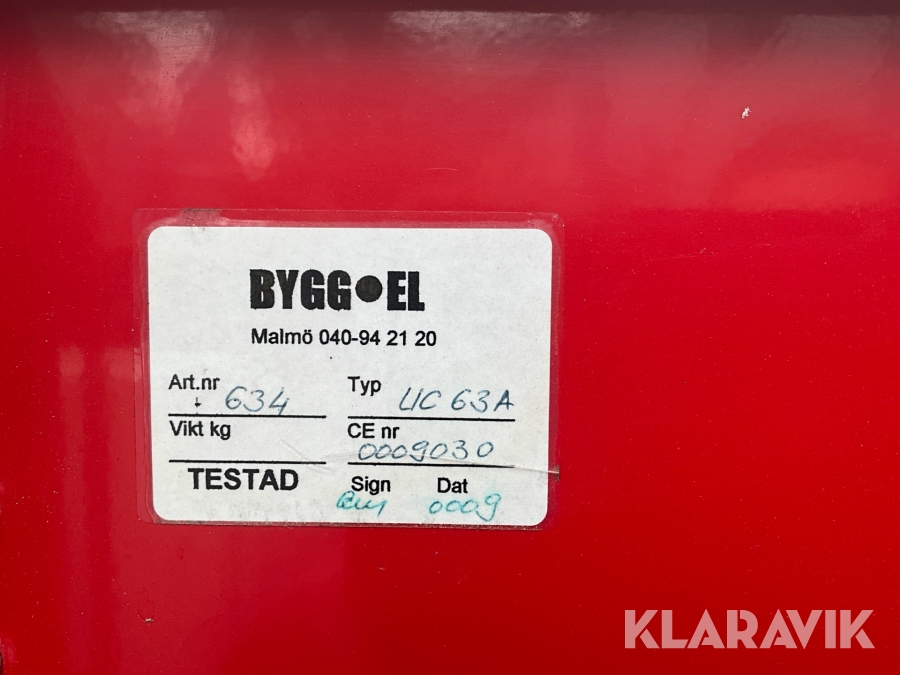 BYGG●EL
Malmö 040-94 21 20
Art.nr 634 Typ UC 63A
Vikt kg CE nr 0009030
TESTAD Sign Dat 0009
KLARAVIK